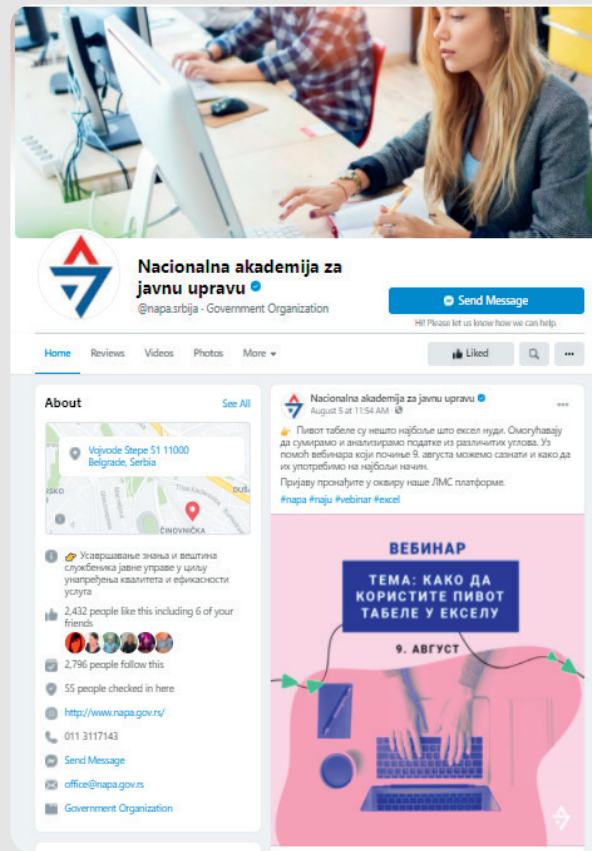 Nacionalna akademija za
javnu upravu
@napa.srbija - Government Organization
Send Message
Hi! Please let us know how we can help.
Home
Reviews
Videos
Photos
More
Liked
About
See All
Vojvode Stepe 51 11000
Belgrade, Serbia
ČINOVNIČKA
👉 Усавршавање знања и вештина
службеника јавне управе у циљу
унапређења квалитета и ефикасности
услуга
2,432 people like this including 6 of your
friends
2,796 people follow this
55 people checked in here
http://www.napa.gov.rs/
011 3117143
Send Message
office@napa.gov.rs
Government Organization
Nacionalna akademija za javnu upravu
August 5 at 11:54 AM ·
👉 Пивот табеле су нешто најбоље што ексел нуди. Омогућавају
да сумирамо и анализирамо податке из различитих углова. Уз
помоћ вебинара који почиње 9. августа можемо сазнати и како да
их употребимо на најбољи начин.
Пријаву пронађите у оквиру наше ЛМС платформе.
#napa #naju #vebinar #excel
ВЕБИНАР
ТЕМА: КАКО ДА
КОРИСТИТЕ ПИВОТ
ТАБЕЛЕ У ЕКСЕЛУ
9. АВГУСТ